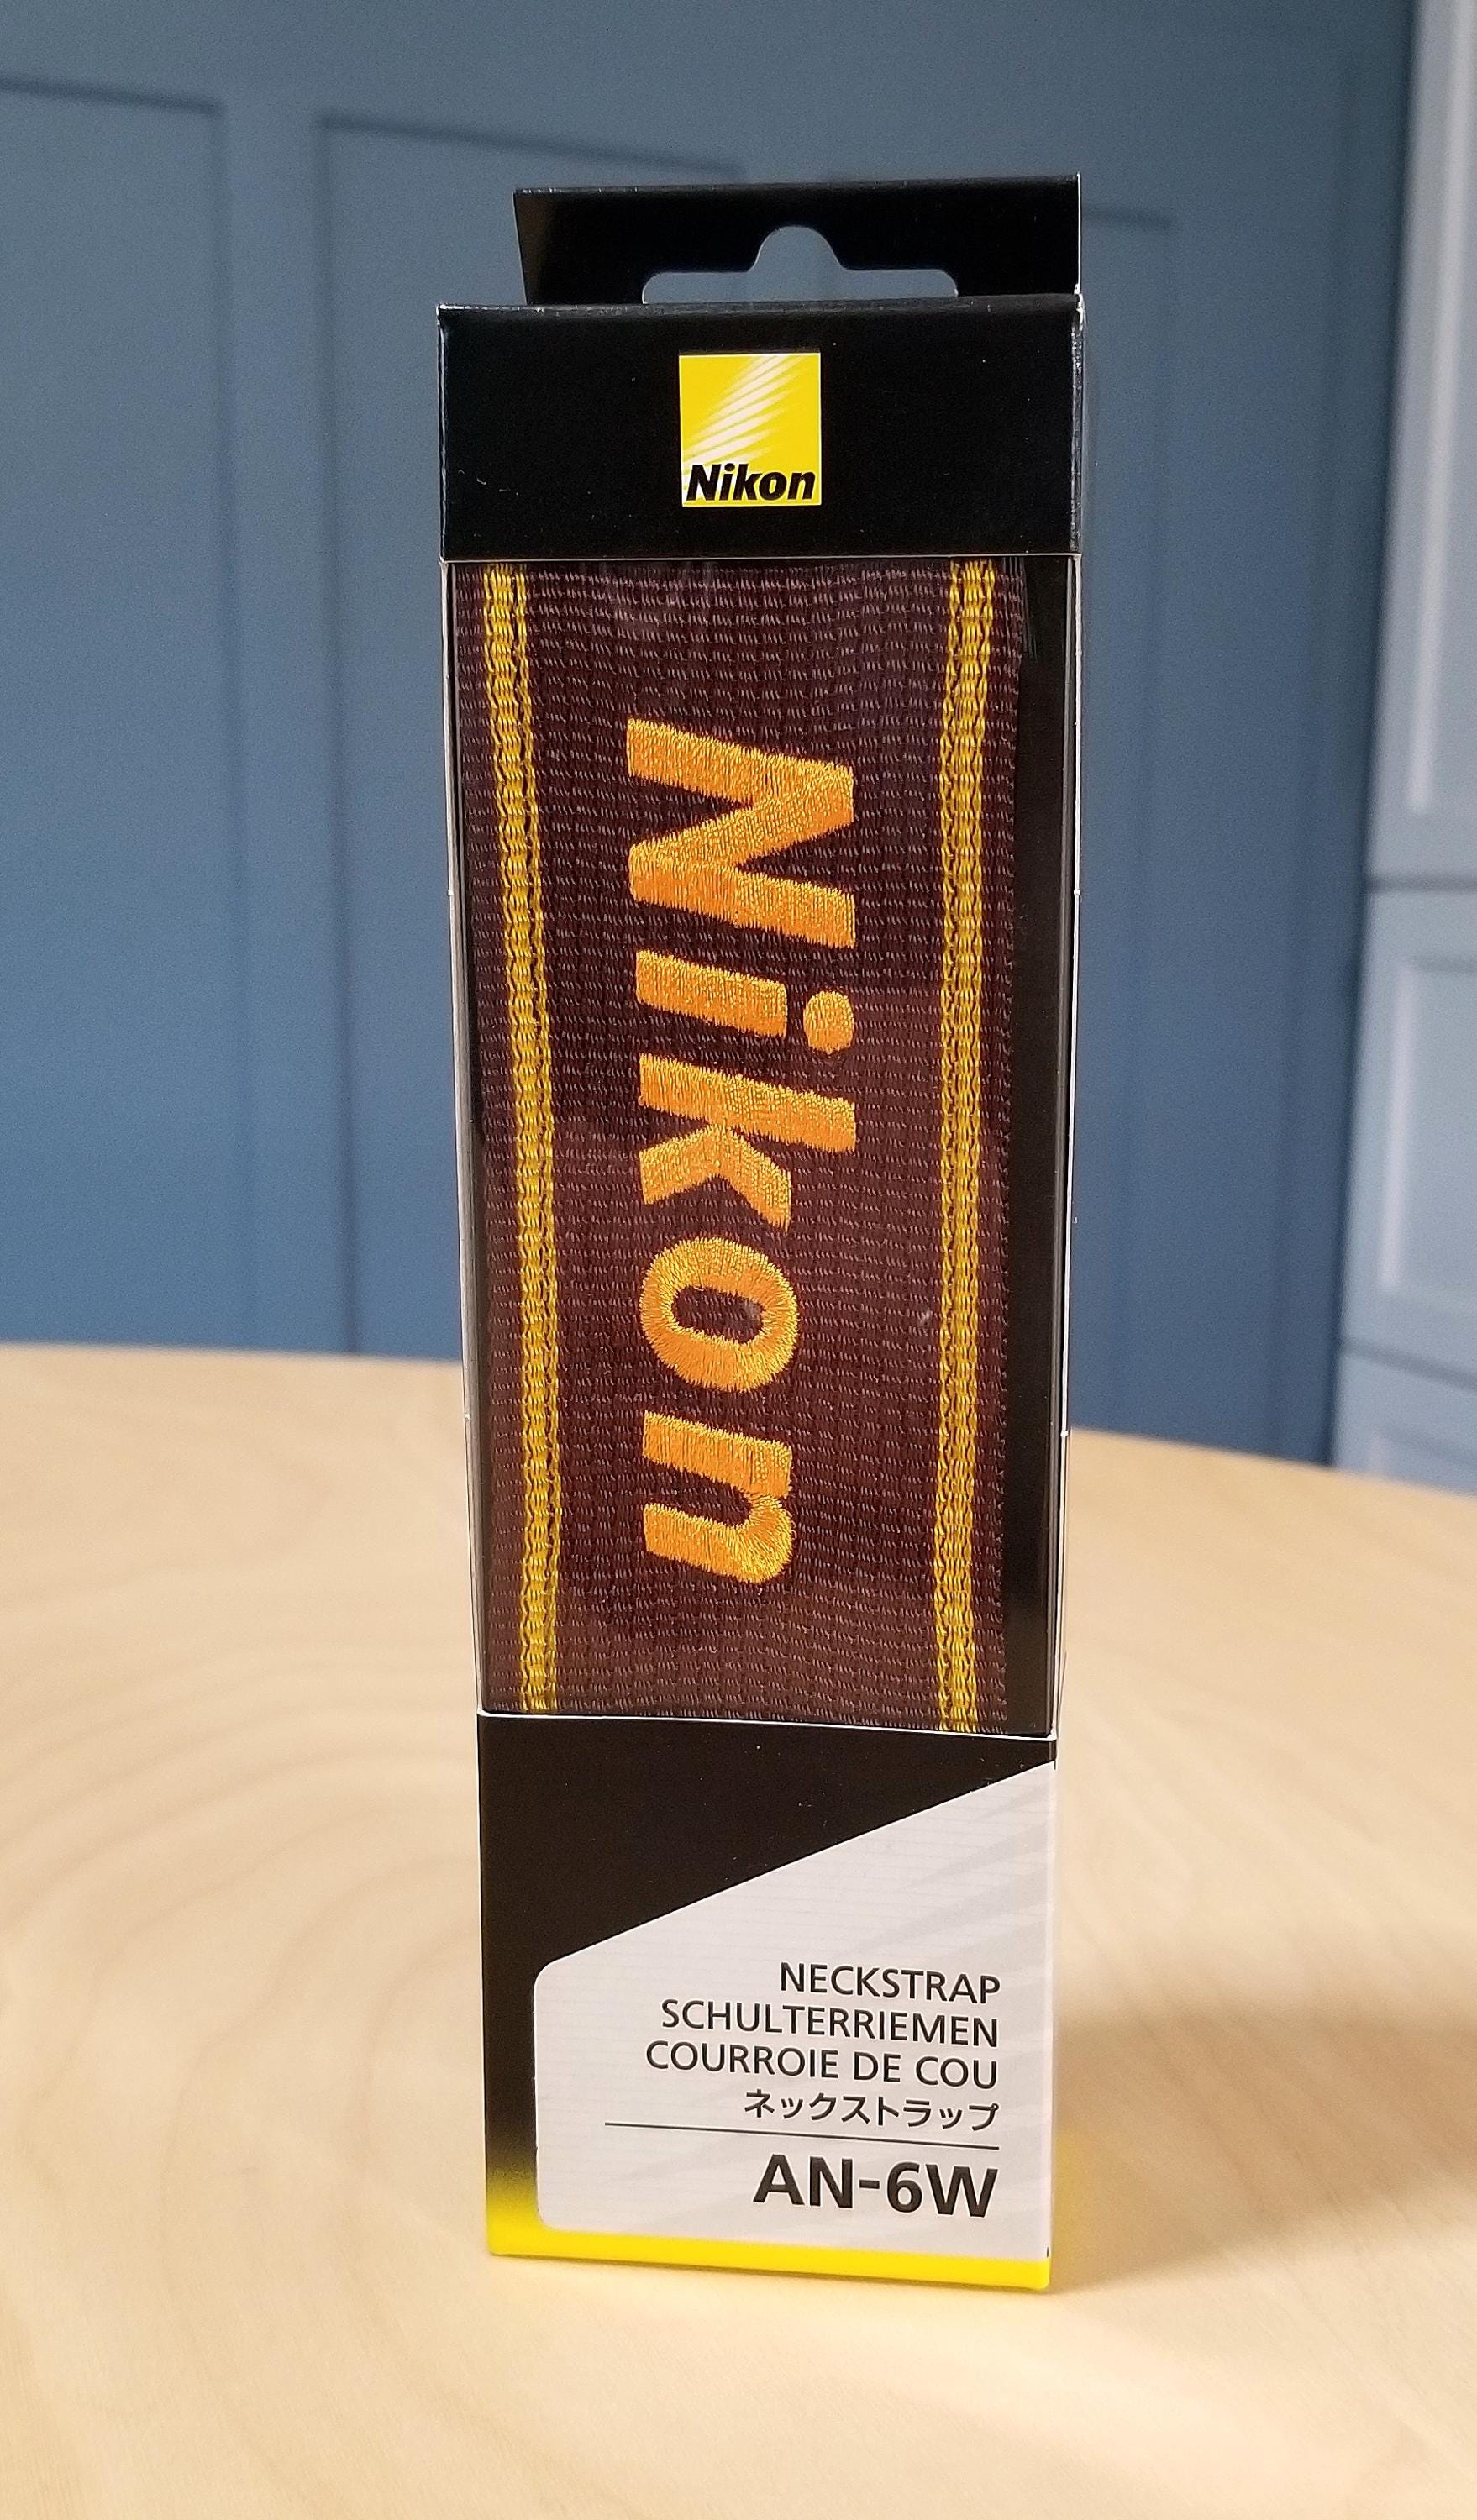 Nikon
Nikon
NECKSTRAP
SCHULTERRIEMEN
COURROIE DE COU
ネックストラップ
AN-6W